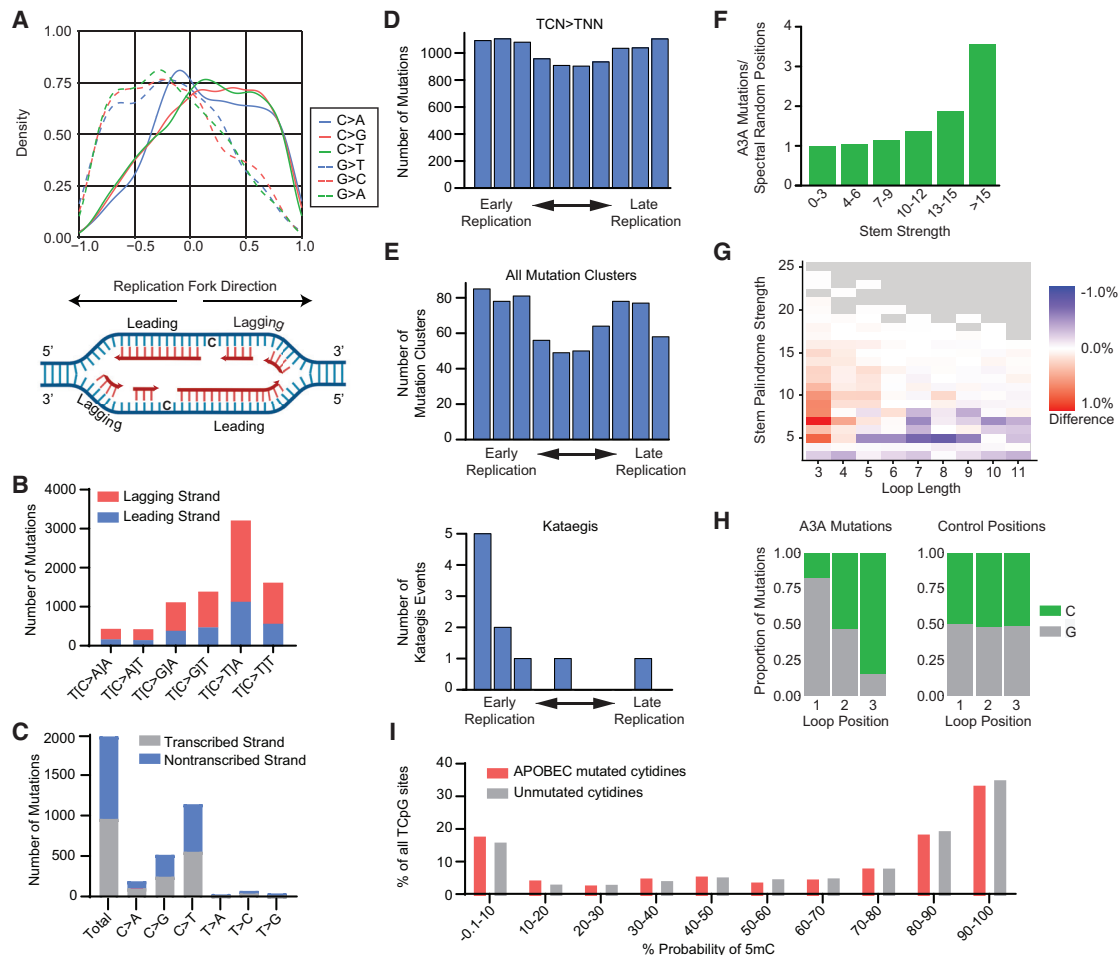 A
1.00
0.75
0.50
0.25
0.00
Density
−1.0
−0.5
0.0
0.5
1.0
C>A
C>G
C>T
G>T
G>C
G>A
Replication Fork Direction
Leading
Lagging
C
5’
3’
3’
5’
Lagging
C
Leading
B
Lagging Strand
Leading Strand
Number of Mutations
4000
3000
2000
1000
0
T[C>A]A
T[C>A]T
T[C>G]A
T[C>G]T
T[C>T]A
T[C>T]T
C
Transcribed Strand
Nontranscribed Strand
Number of Mutations
2000
1500
1000
500
0
Total
C>A
C>G
C>T
T>A
T>C
T>G
D
TCN>TNN
Number of Mutations
1000
800
600
400
200
0
Early Replication
Late Replication
E
All Mutation Clusters
Number of Mutation Clusters
80
60
40
20
0
Early Replication
Late Replication
Kataegis
Number of Kataegis Events
5
4
3
2
1
0
Early Replication
Late Replication
F
A3A Mutations/ Spectral Random Positions
4
3
2
1
0
0-3
4-6
7-9
10-12
13-15
>15
Stem Strength
G
Stem Palindrome Strength
25
20
15
10
5
3 4 5 6 7 8 9 10 11
Loop Length
-1.0%
0.0%
1.0%
Difference
H
A3A Mutations
Control Positions
Proportion of Mutations
1.00
0.75
0.50
0.25
0.00
1 2 3
Loop Position
1.00
0.75
0.50
0.25
0.00
1 2 3
Loop Position
C
G
I
APOBEC mutated cytidines
Unmutated cytidines
% of all TCpG sites
40
30
20
10
0
-0.1-10
10-20
20-30
30-40
40-50
50-60
60-70
70-80
80-90
90-100
% Probability of 5mC